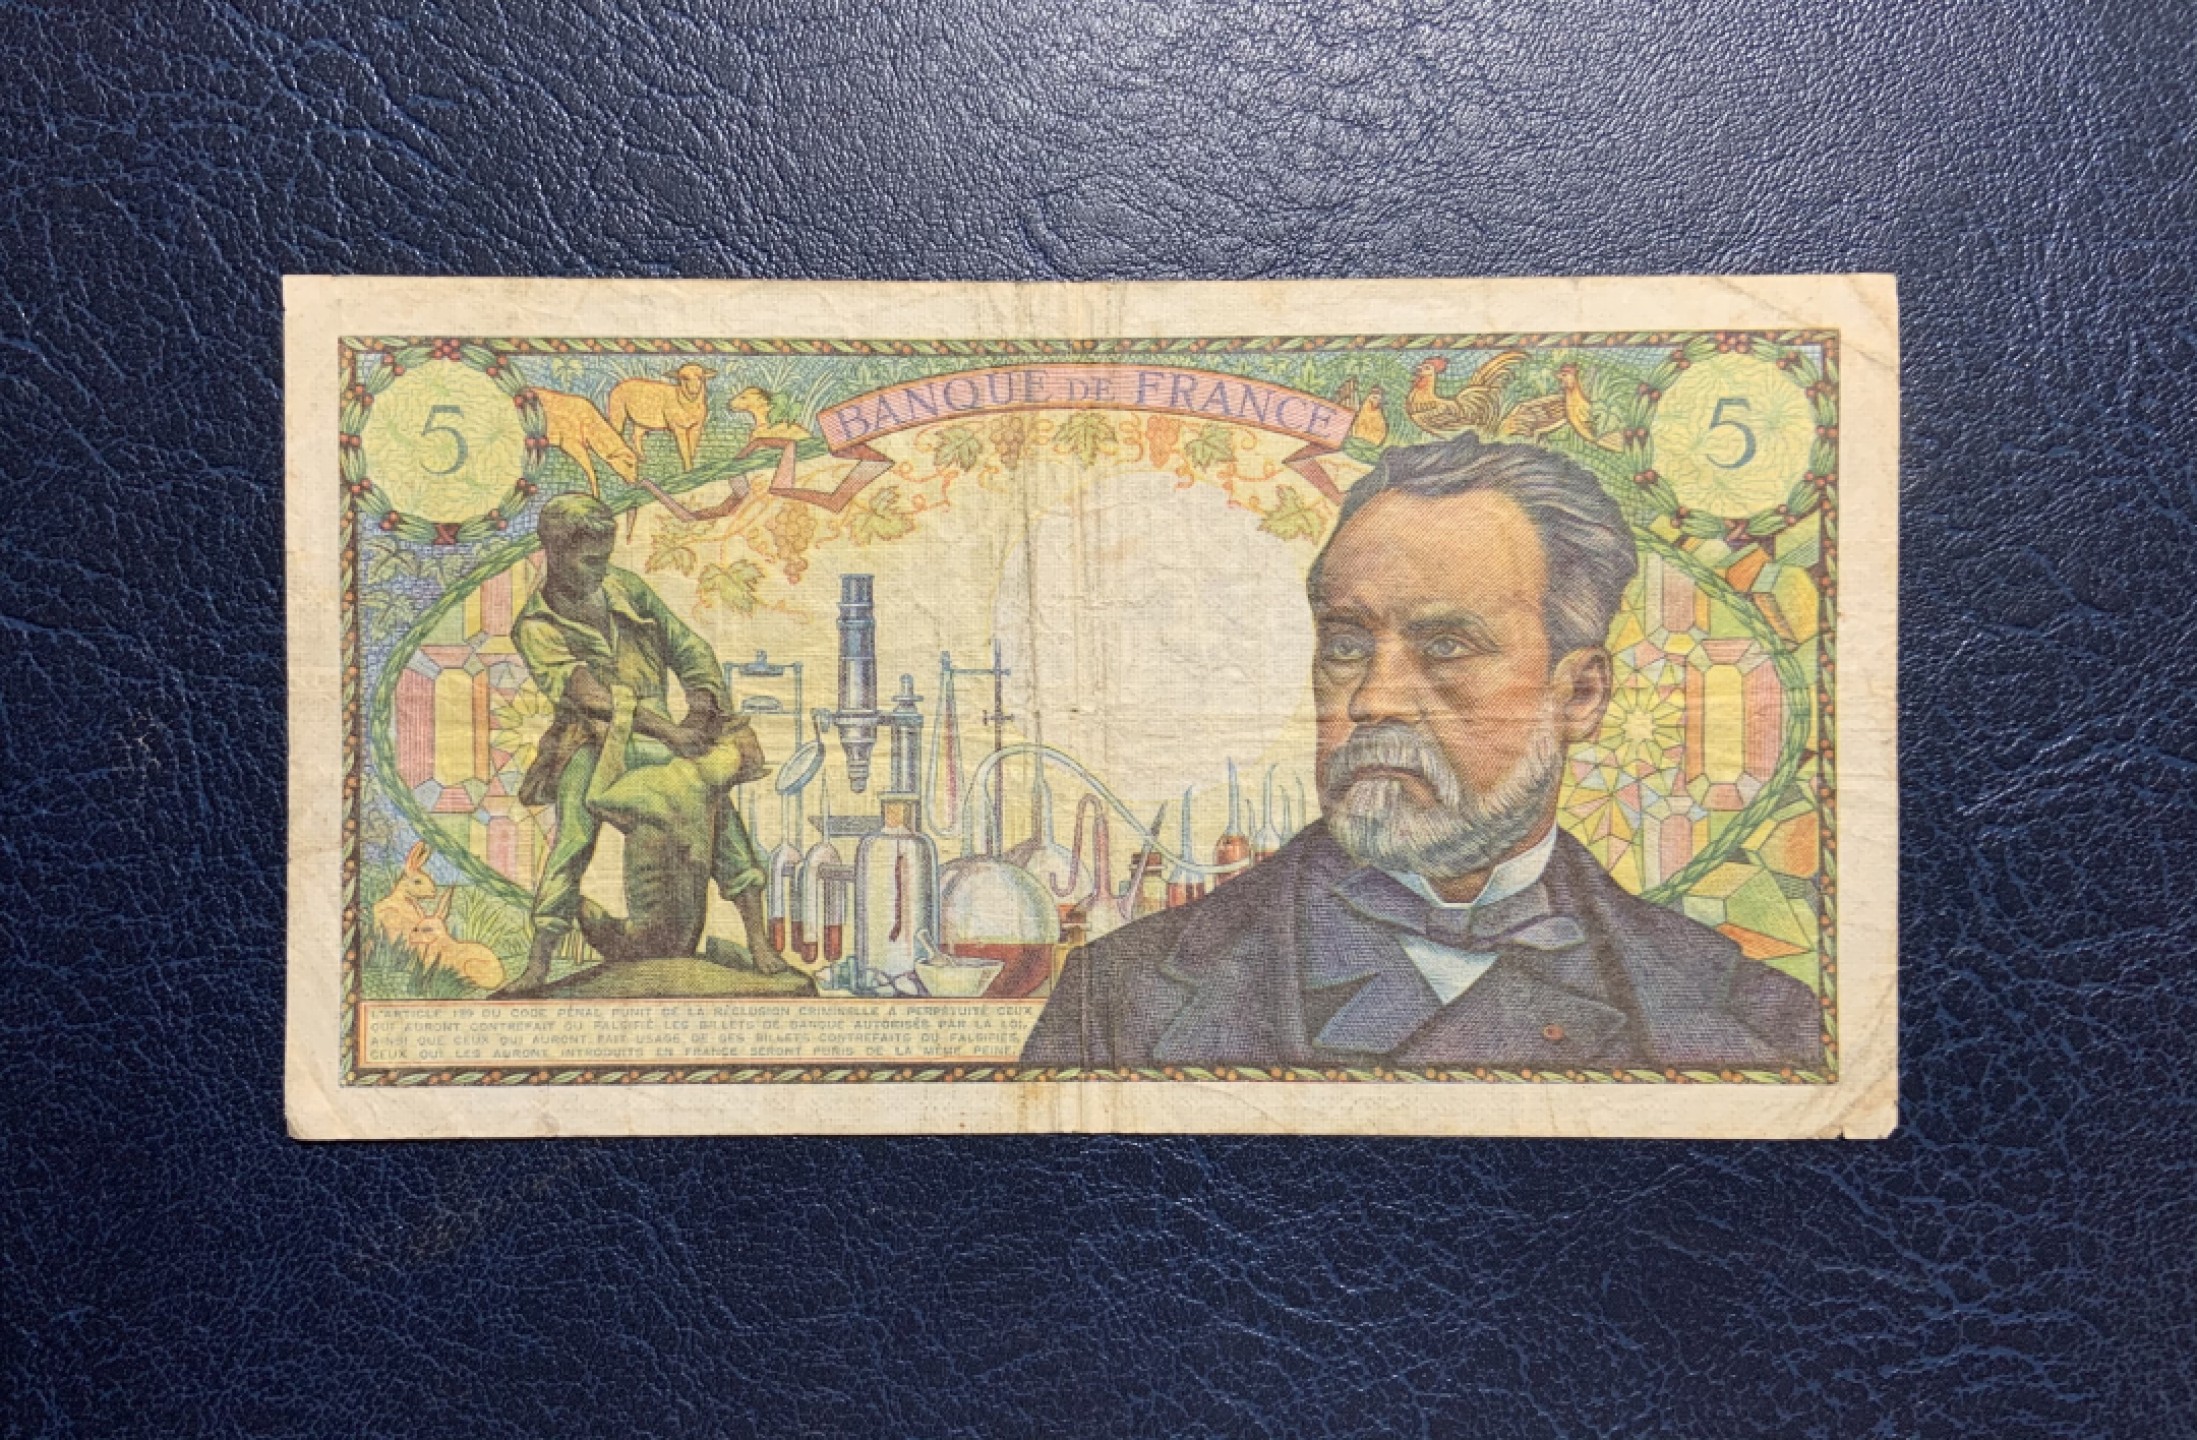 BANQUE DE FRANCE
5
5
L'ARTICLE 139 DU CODE PÉNAL PUNIT DE LA RÉCLUSION CRIMINELLE À PERPÉTUITÉ CEUX
QUI AURONT CONTREFAIT OU FALSIFIÉ LES BILLETS DE BANQUE AUTORISÉS PAR LA LOI,
AINSI QUE CEUX QUI AURONT FAIT USAGE DE CES BILLETS CONTREFAITS OU FALSIFIÉS,
CEUX QUI LES AURONT INTRODUITS EN FRANCE SERONT PUNIS DE LA MÊME PEINE.